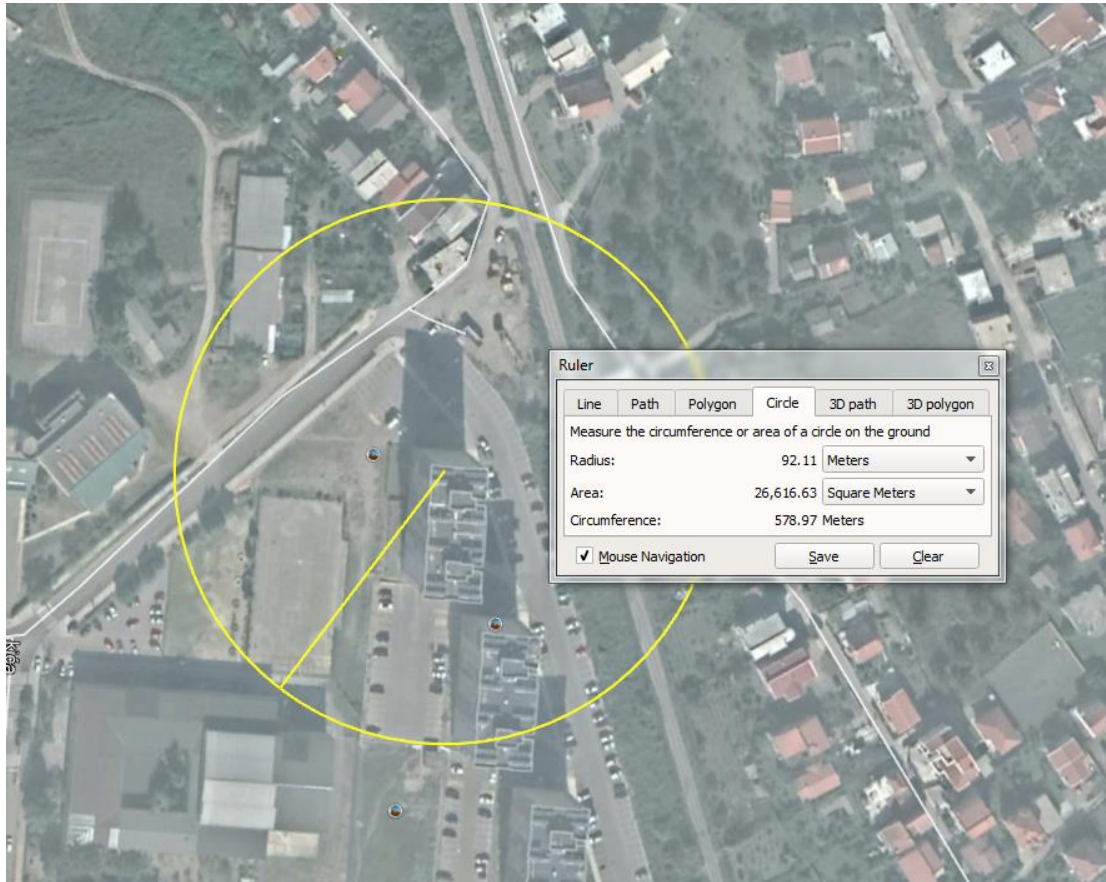 Ruler
Line Path Polygon Circle 3D path 3D polygon
Measure the circumference or area of a circle on the ground
Radius: 92.11 Meters
Area: 26,616.63 Square Meters
Circumference: 578.97 Meters
Mouse Navigation Save Clear